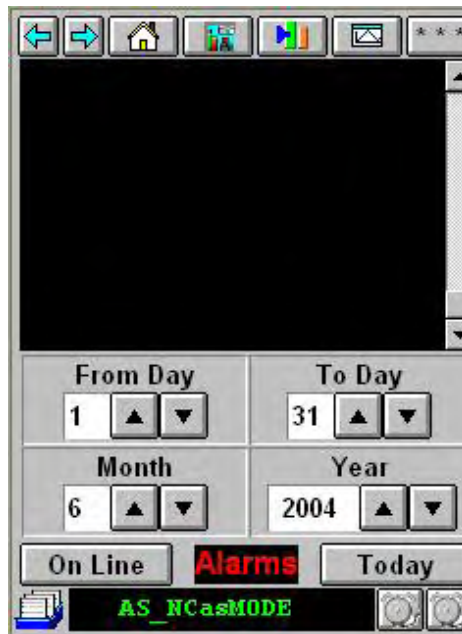 * * *
From Day To Day
1 31
Month Year
6 2004
On Line Alarms Today
AS_NCasMODE